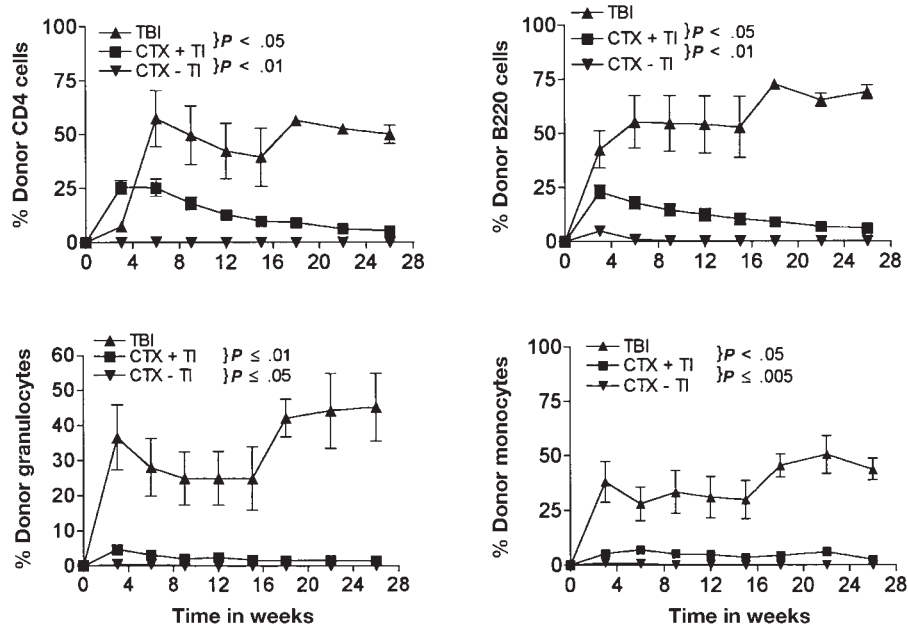 % Donor CD4 cells
100
75
50
25
0
TBI
CTX + TI
CTX - TI
}P < .05
}P < .01
0 4 8 12 16 20 24 28
% Donor B220 cells
100
75
50
25
0
TBI
CTX + TI
CTX - TI
}P < .05
}P < .01
0 4 8 12 16 20 24 28
% Donor granulocytes
60
50
40
30
20
10
0
TBI
CTX + TI
CTX - TI
}P ≤ .01
}P ≤ .05
0 4 8 12 16 20 24 28
Time in weeks
% Donor monocytes
100
75
50
25
0
TBI
CTX + TI
CTX - TI
}P < .05
}P ≤ .005
0 4 8 12 16 20 24 28
Time in weeks